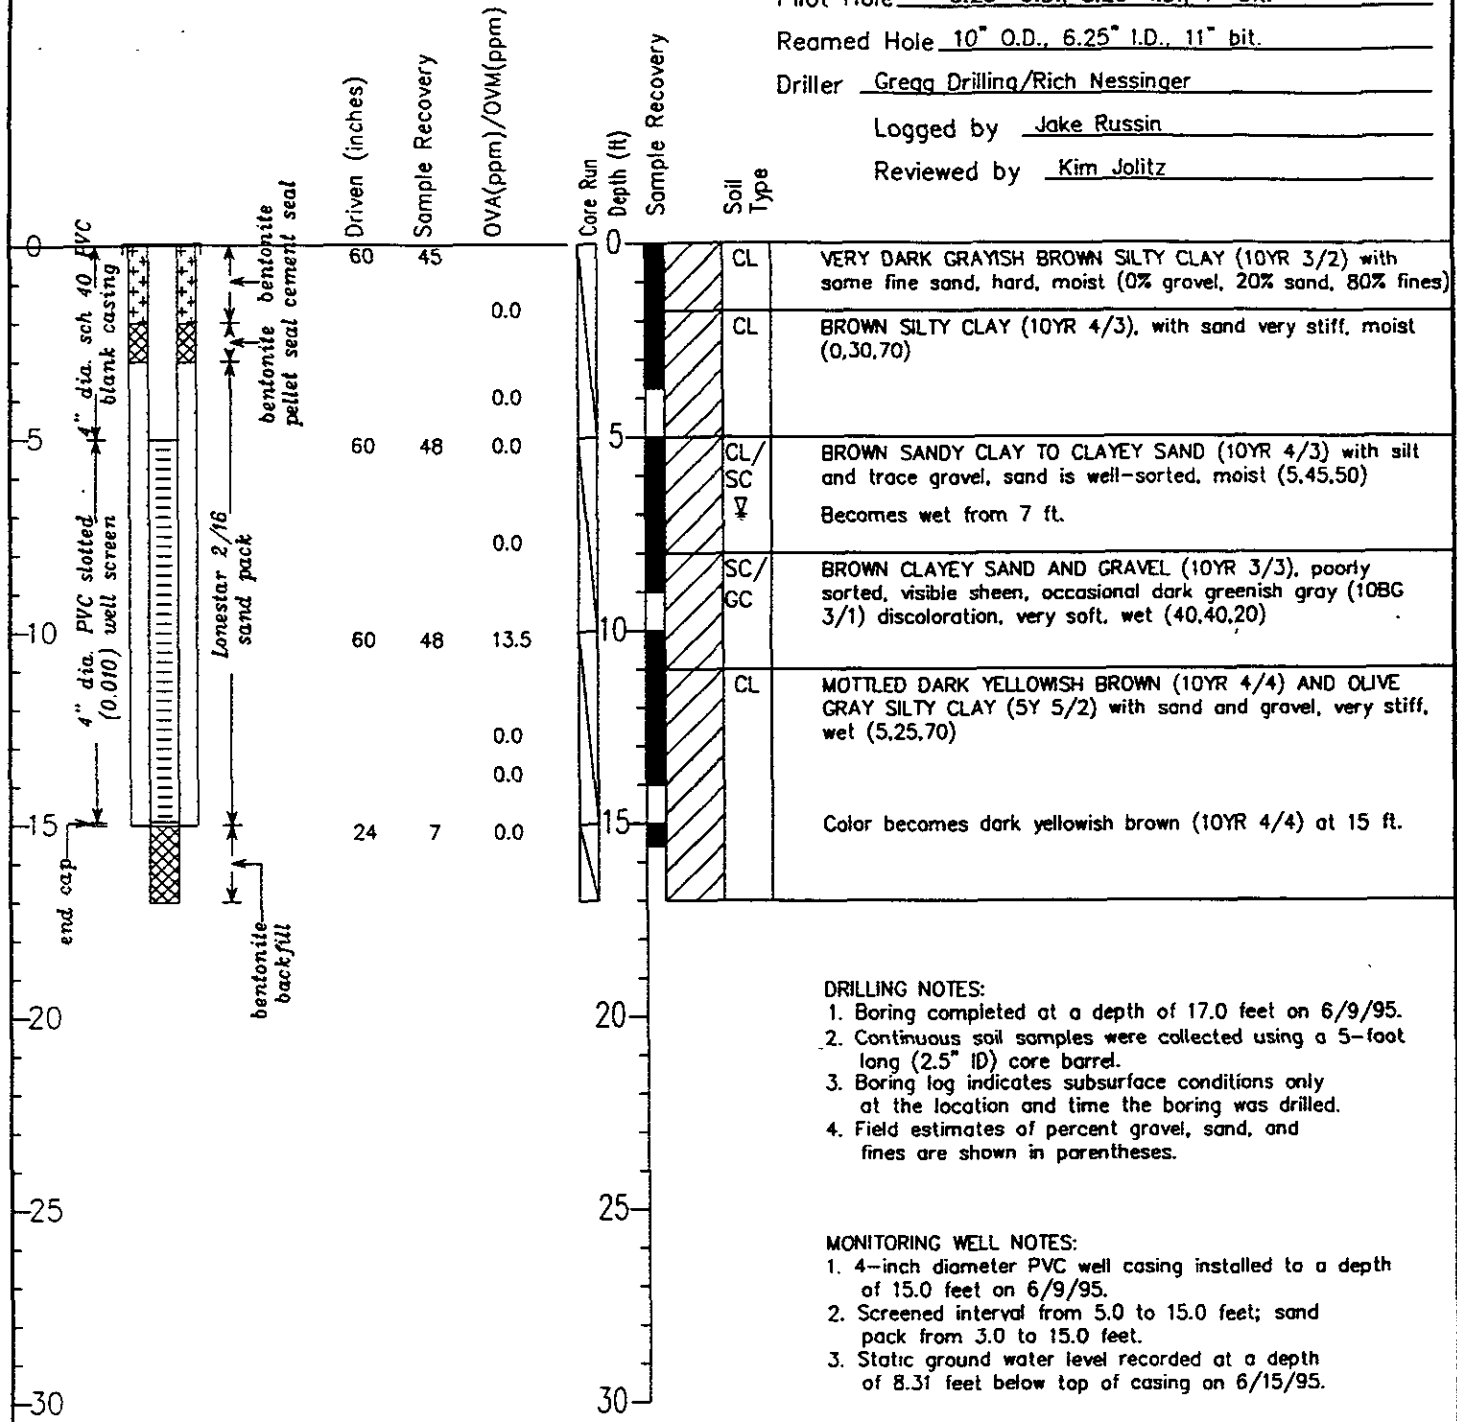 Pilot Hole
Reamed Hole 10" O.D., 6.25" I.D., 11" bit.
Driller Gregg Drilling/Rich Nessinger
Logged by Jake Russin
Reviewed by Kim Jolitz
Driven (inches)
Sample Recovery
OVA(ppm)/OVM(ppm)
Core Run
Depth (ft)
Sample Recovery
Soil
Type
4" dia. sch 40 PVC
blank casing
bentonite
cement seal
bentonite
pellet seal
4" dia. PVC slotted
(0.010) well screen
Lonestar 2/16
sand pack
end cap
bentonite
backfill
0
5
10
15
20
25
30
60 45
0.0
0.0
60 48 0.0
0.0
60 48 13.5
0.0
0.0
24 7 0.0
0
5
10
15
20
25
30
CL VERY DARK GRAYISH BROWN SILTY CLAY (10YR 3/2) with
some fine sand, hard, moist (0% gravel, 20% sand, 80% fines)
CL BROWN SILTY CLAY (10YR 4/3), with sand very stiff, moist
(0,30,70)
CL/
SC
BROWN SANDY CLAY TO CLAYEY SAND (10YR 4/3) with silt
and trace gravel, sand is well-sorted, moist (5,45,50)
Becomes wet from 7 ft.
SC/
GC
BROWN CLAYEY SAND AND GRAVEL (10YR 3/3), poorly
sorted, visible sheen, occasional dark greenish gray (10BG
3/1) discoloration, very soft, wet (40,40,20)
CL MOTTLED DARK YELLOWISH BROWN (10YR 4/4) AND OLIVE
GRAY SILTY CLAY (5Y 5/2) with sand and gravel, very stiff,
wet (5,25,70)
Color becomes dark yellowish brown (10YR 4/4) at 15 ft.
DRILLING NOTES:
1. Boring completed at a depth of 17.0 feet on 6/9/95.
2. Continuous soil samples were collected using a 5-foot
long (2.5" ID) core barrel.
3. Boring log indicates subsurface conditions only
at the location and time the boring was drilled.
4. Field estimates of percent gravel, sand, and
fines are shown in parentheses.
MONITORING WELL NOTES:
1. 4-inch diameter PVC well casing installed to a depth
of 15.0 feet on 6/9/95.
2. Screened interval from 5.0 to 15.0 feet; sand
pack from 3.0 to 15.0 feet.
3. Static ground water level recorded at a depth
of 8.31 feet below top of casing on 6/15/95.